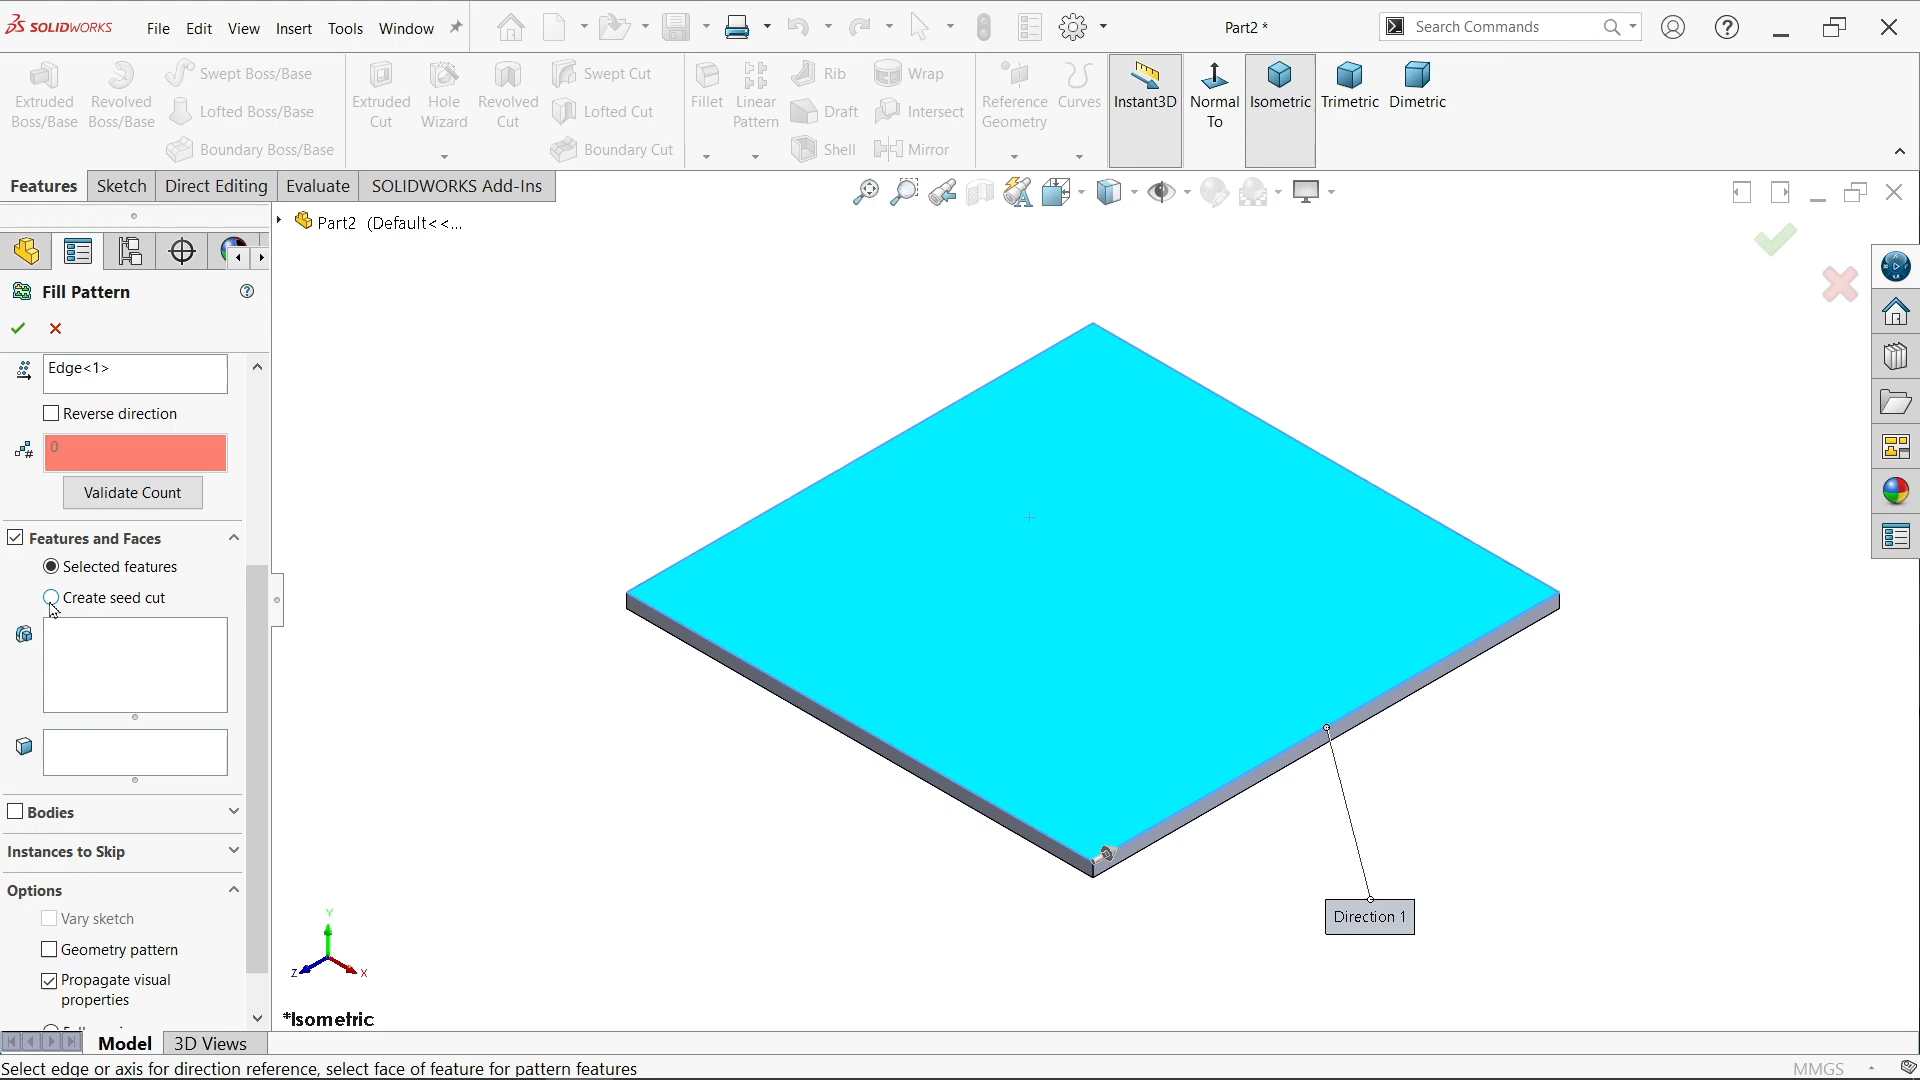 SOLIDWORKS File Edit View Insert Tools Window Part2 * Search Commands
Extruded Boss/Base
Revolved Boss/Base
Swept Boss/Base
Lofted Boss/Base
Boundary Boss/Base
Extruded Cut
Hole Wizard
Revolved Cut
Swept Cut
Lofted Cut
Boundary Cut
Fillet
Linear Pattern
Rib
Draft
Shell
Wrap
Intersect
Mirror
Reference Geometry
Curves
Instant3D
Normal To
Isometric
Trimetric
Dimetric
Features Sketch Direct Editing Evaluate SOLIDWORKS Add-Ins
Part2 (Default<<...
Fill Pattern
Edge<1>
Reverse direction
0
Validate Count
Features and Faces
Selected features
Create seed cut
Bodies
Instances to Skip
Options
Vary sketch
Geometry pattern
Propagate visual
properties
Direction 1
Y
Z
X
*Isometric
Model 3D Views
Select edge or axis for direction reference, select face of feature for pattern features
MMGS